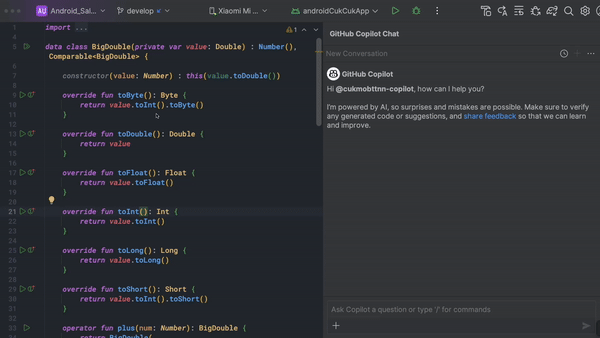 AU Android_Sal... develop Xiaomi Mi ... androidCukCukApp
1 import ...
4
5 data class BigDouble(private var value: Double) : Number(),
Comparable<BigDouble> {
6
7 constructor(value: Number) : this(value.toDouble())
8
9 override fun toByte(): Byte {
10 return value.toInt().toByte()
11 }
12
13 override fun toDouble(): Double {
14 return value
15 }
16
17 override fun toFloat(): Float {
18 return value.toFloat()
19 }
20
21 override fun toInt(): Int {
22 return value.toInt()
23 }
24
25 override fun toLong(): Long {
26 return value.toLong()
27 }
28
29 override fun toShort(): Short {
30 return value.toInt().toShort()
31 }
32
33 operator fun plus(num: Number): BigDouble {
34 return BigDouble(
1
GitHub Copilot Chat
New Conversation
GitHub Copilot
Hi @cukmobttnn-copilot, how can I help you?
I'm powered by AI, so surprises and mistakes are possible. Make sure to verify
any generated code or suggestions, and share feedback so that we can learn
and improve.
Ask Copilot a question or type '/' for commands